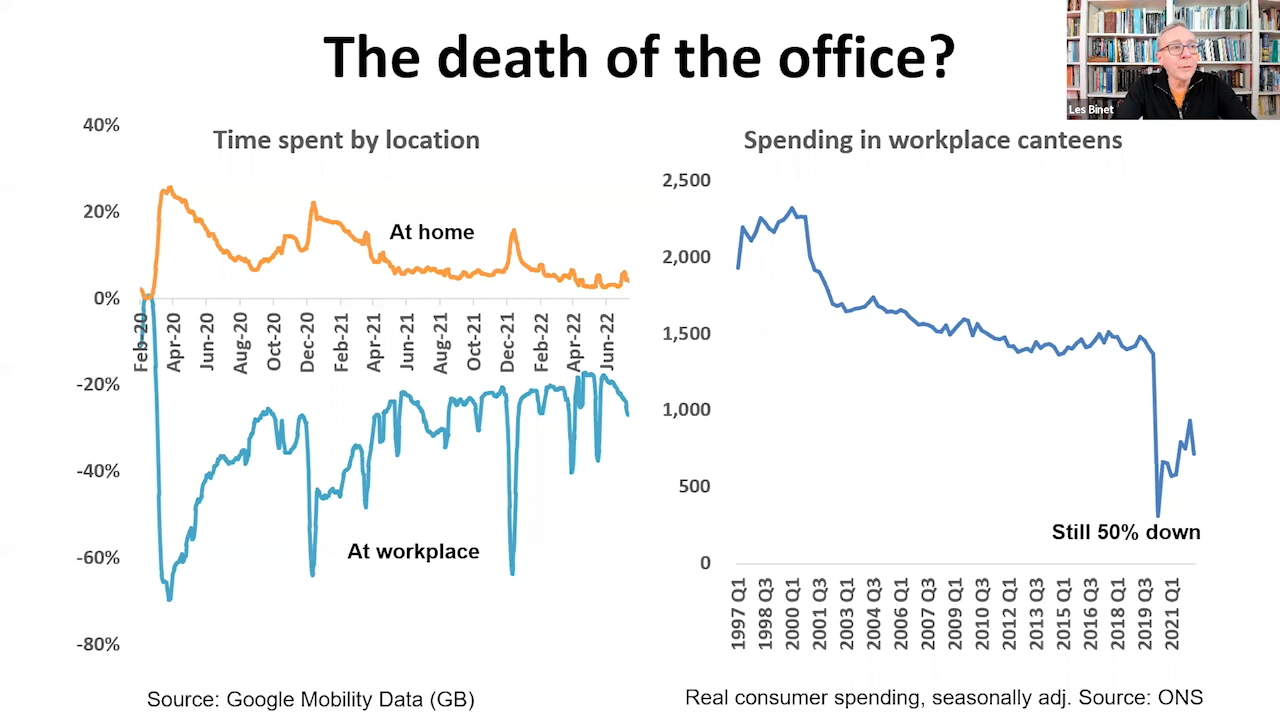 The death of the office?
Les Binet
Time spent by location
40%
20%
0%
-20%
-40%
-60%
-80%
At home
At workplace
Feb-20
Apr-20
Jun-20
Aug-20
Oct-20
Dec-20
Feb-21
Apr-21
Jun-21
Aug-21
Oct-21
Dec-21
Feb-22
Apr-22
Jun-22
Source: Google Mobility Data (GB)
Spending in workplace canteens
2,500
2,000
1,500
1,000
500
0
Still 50% down
1997 Q1
1998 Q3
2000 Q1
2001 Q3
2003 Q1
2004 Q3
2006 Q1
2007 Q3
2009 Q1
2010 Q3
2012 Q1
2013 Q3
2015 Q1
2016 Q3
2018 Q1
2019 Q3
2021 Q1
Real consumer spending, seasonally adj. Source: ONS